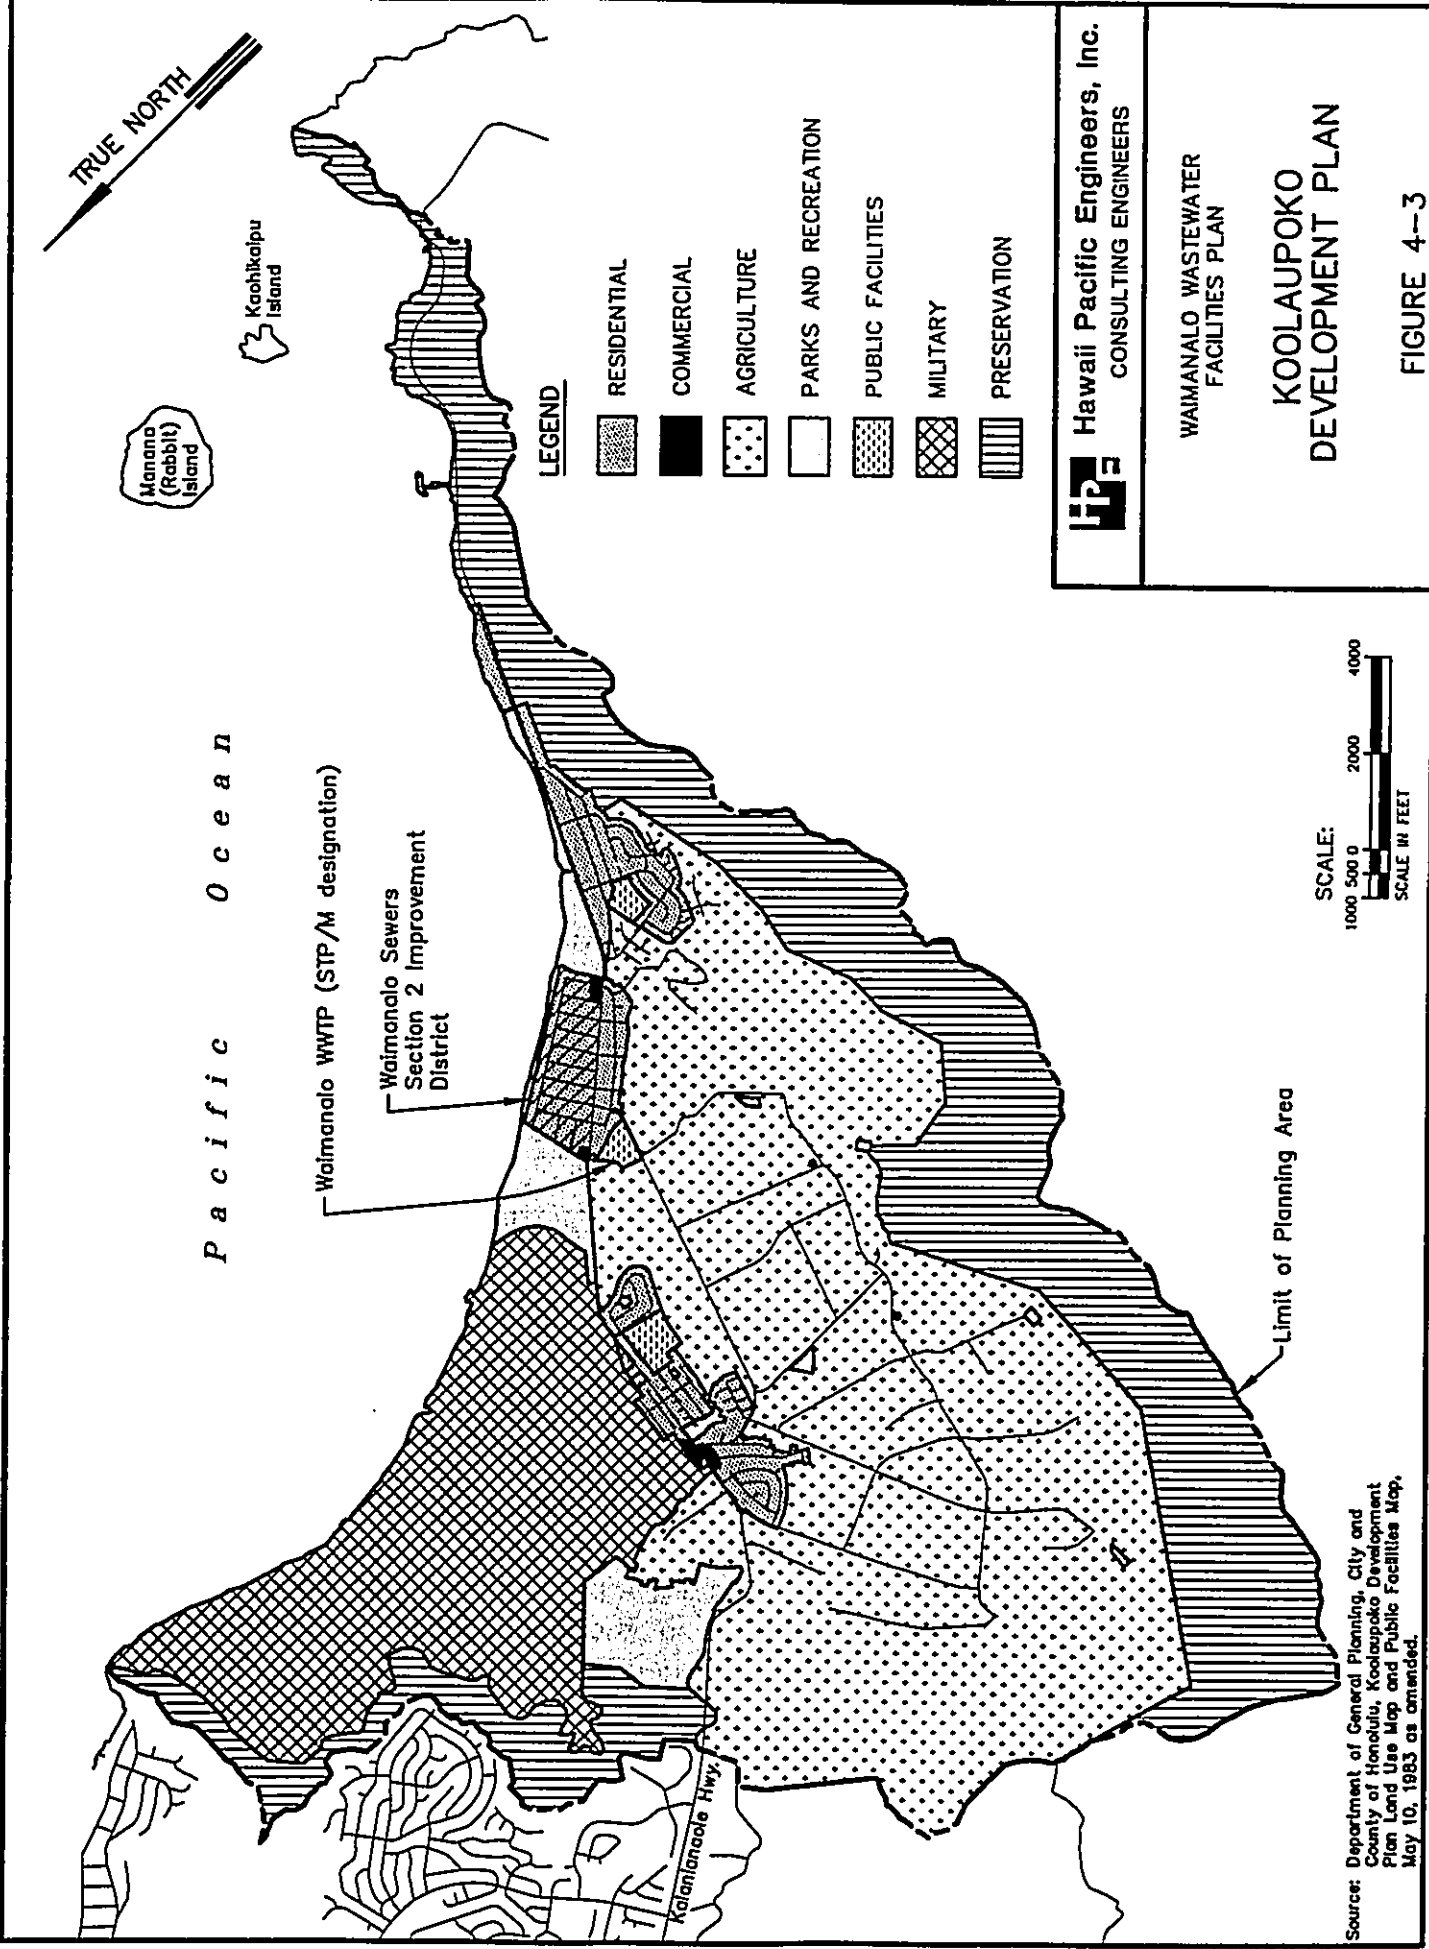 TRUE NORTH
Manana
(Rabbit)
Island
Kaohikaipu
Island
Pacific Ocean
Waimanalo WWTP (STP/M designation)
Waimanalo Sewers
Section 2 Improvement
District
LEGEND
RESIDENTIAL
COMMERCIAL
AGRICULTURE
PARKS AND RECREATION
PUBLIC FACILITIES
MILITARY
PRESERVATION
Kalanianaole Hwy.
Limit of Planning Area
SCALE:
1000 500 0 2000 4000
SCALE IN FEET
Source: Department of General Planning, City and
County of Honolulu, Koolaupoko Development
Plan Land Use Map and Public Facilities Map,
May 10, 1983 as amended.
HPE
Hawaii Pacific Engineers, Inc.
CONSULTING ENGINEERS
WAIMANALO WASTEWATER
FACILITIES PLAN
KOOLAUPOKO
DEVELOPMENT PLAN
FIGURE 4-3